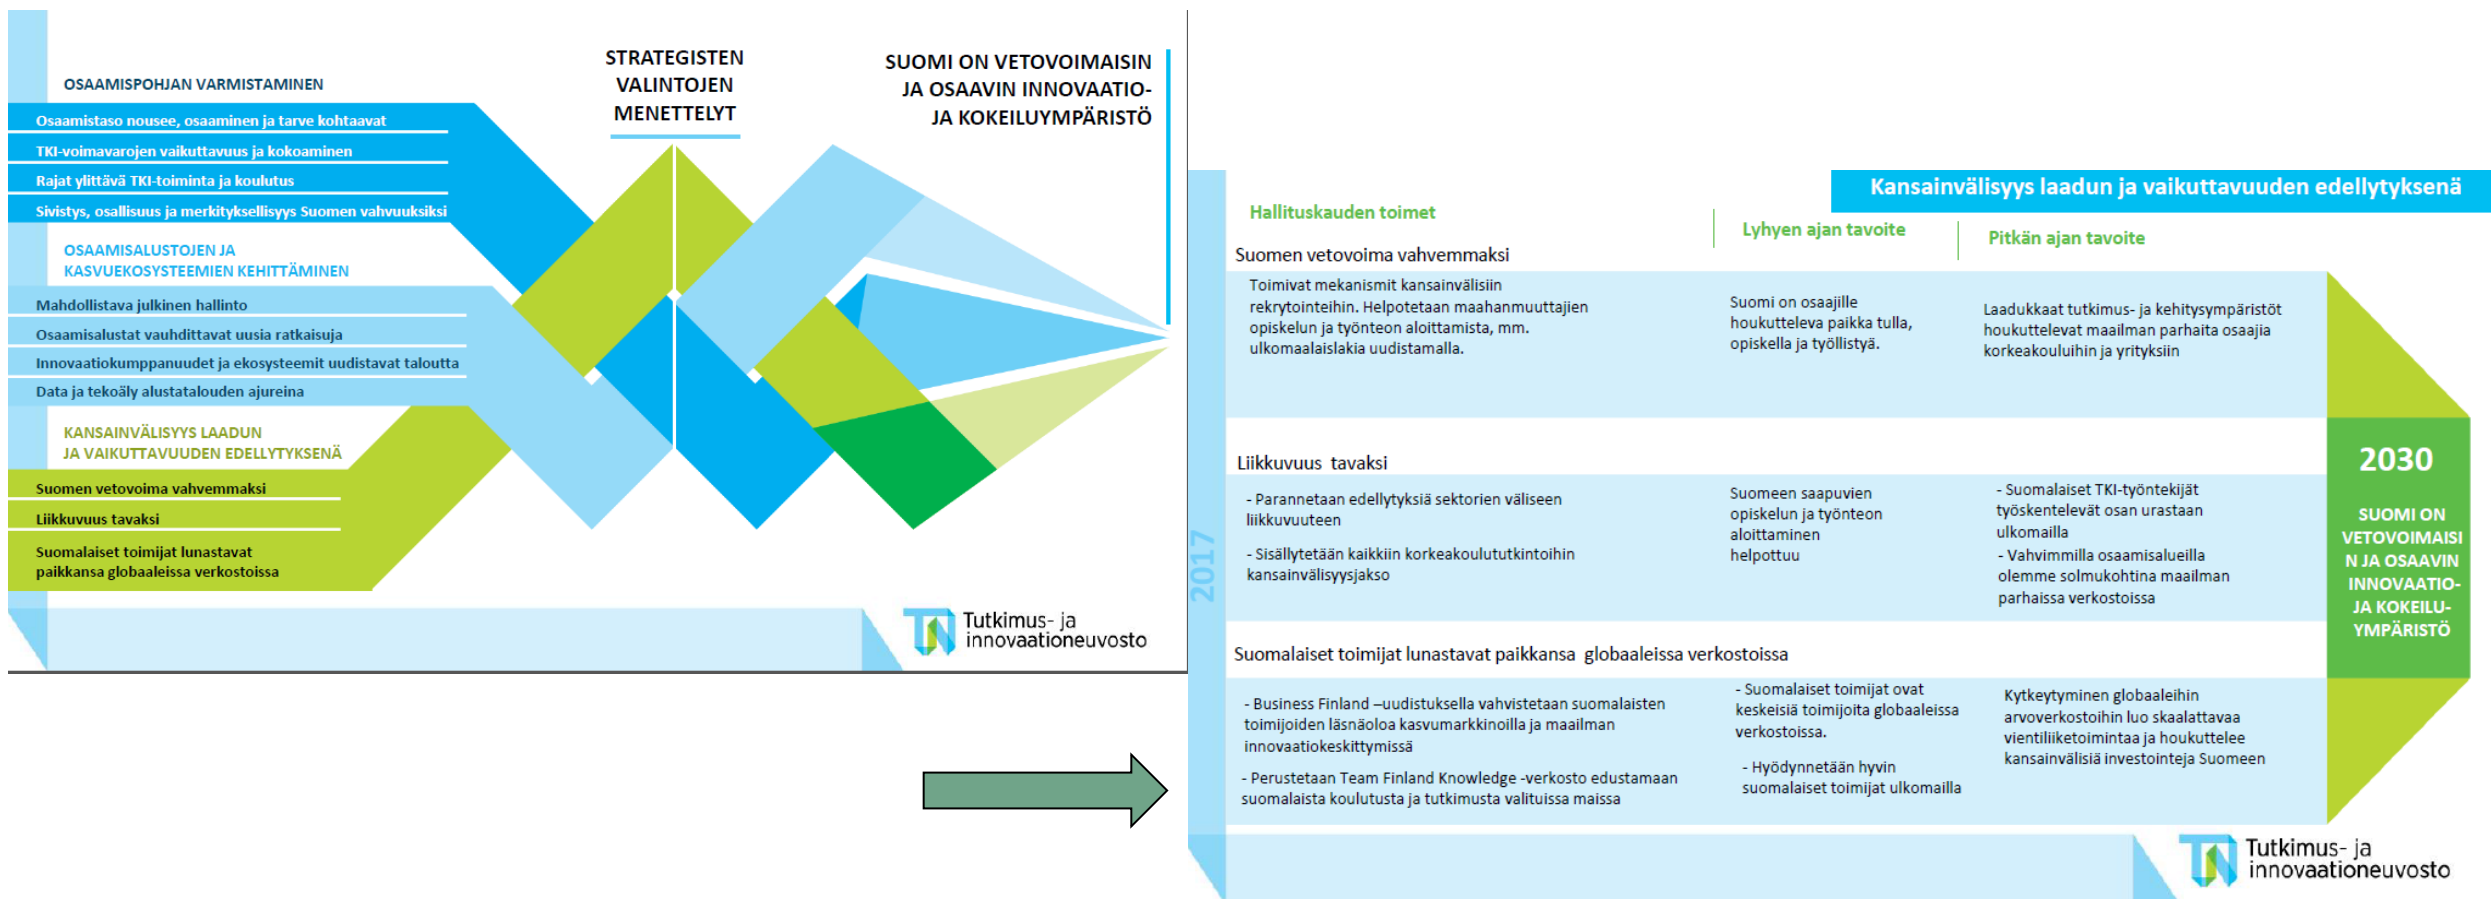 OSAAMISPOHJAN VARMISTAMINEN
Osaamistaso nousee, osaaminen ja tarve kohtaavat
TKI-voimavarojen vaikuttavuus ja kokoaminen
Rajat ylittävä TKI-toiminta ja koulutus
Sivistys, osallisuus ja merkityksellisyys Suomen vahvuuksiksi
OSAAMISALUSTOJEN JA
KASVUEKOSYSTEEMIEN KEHITTÄMINEN
Mahdollistava julkinen hallinto
Osaamisalustat vauhdittavat uusia ratkaisuja
Innovaatiokumppanuudet ja ekosysteemit uudistavat taloutta
Data ja tekoäly alustatalouden ajureina
KANSAINVÄLISYYS LAADUN
JA VAIKUTTAVUUDEN EDELLYTYKSENÄ
Suomen vetovoima vahvemmaksi
Liikkuvuus tavaksi
Suomalaiset toimijat lunastavat
paikkansa globaaleissa verkostoissa
STRATEGISTEN
VALINTOJEN
MENETTELYT
SUOMI ON VETOVOIMAISIN
JA OSAAVIN INNOVAATIO-
JA KOKEILUYMPÄRISTÖ
Tutkimus- ja
innovaationeuvosto
Kansainvälisyys laadun ja vaikuttavuuden edellytyksenä
Hallituskauden toimet
Lyhyen ajan tavoite
Pitkän ajan tavoite
2017
Suomen vetovoima vahvemmaksi
Toimivat mekanismit kansainvälisiin
rekrytointeihin. Helpotetaan maahanmuuttajien
opiskelun ja työnteon aloittamista, mm.
ulkomaalaislakia uudistamalla.
Suomi on osaajille
houkutteleva paikka tulla,
opiskella ja työllistyä.
Laadukkaat tutkimus- ja kehitysympäristöt
houkuttelevat maailman parhaita osaajia
korkeakouluihin ja yrityksiin
Liikkuvuus tavaksi
- Parannetaan edellytyksiä sektorien väliseen
liikkuvuuteen
- Sisällytetään kaikkiin korkeakoulututkintoihin
kansainvälisyysjakso
Suomeen saapuvien
opiskelun ja työnteon
aloittaminen
helpottuu
- Suomalaiset TKI-työntekijät
työskentelevät osan urastaan
ulkomailla
- Vahvimmilla osaamisalueilla
olemme solmukohtina maailman
parhaissa verkostoissa
Suomalaiset toimijat lunastavat paikkansa globaaleissa verkostoissa
- Business Finland –uudistuksella vahvistetaan suomalaisten
toimijoiden läsnäoloa kasvumarkkinoilla ja maailman
innovaatiokeskittymissä
- Perustetaan Team Finland Knowledge -verkosto edustamaan
suomalaista koulutusta ja tutkimusta valituissa maissa
- Suomalaiset toimijat ovat
keskeisiä toimijoita globaaleissa
verkostoissa.
- Hyödynnetään hyvin
suomalaiset toimijat ulkomailla
Kytkeytyminen globaaleihin
arvoverkostoihin luo skaalattavaa
vientiliiketoimintaa ja houkuttelee
kansainvälisiä investointeja Suomeen
2030
SUOMI ON
VETOVOIMAISI
N JA OSAAVIN
INNOVAATIO-
JA KOKEILU-
YMPÄRISTÖ
Tutkimus- ja
innovaationeuvosto